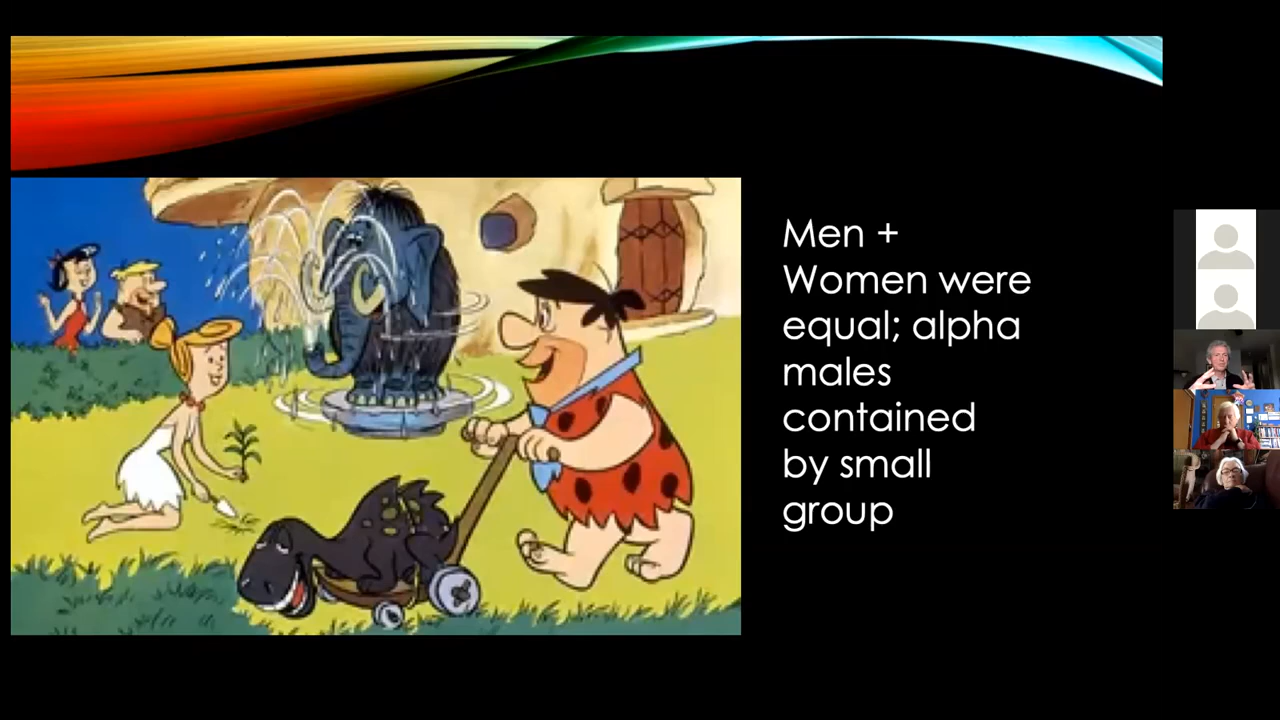 Men +
Women were
equal; alpha
males
contained
by small
group